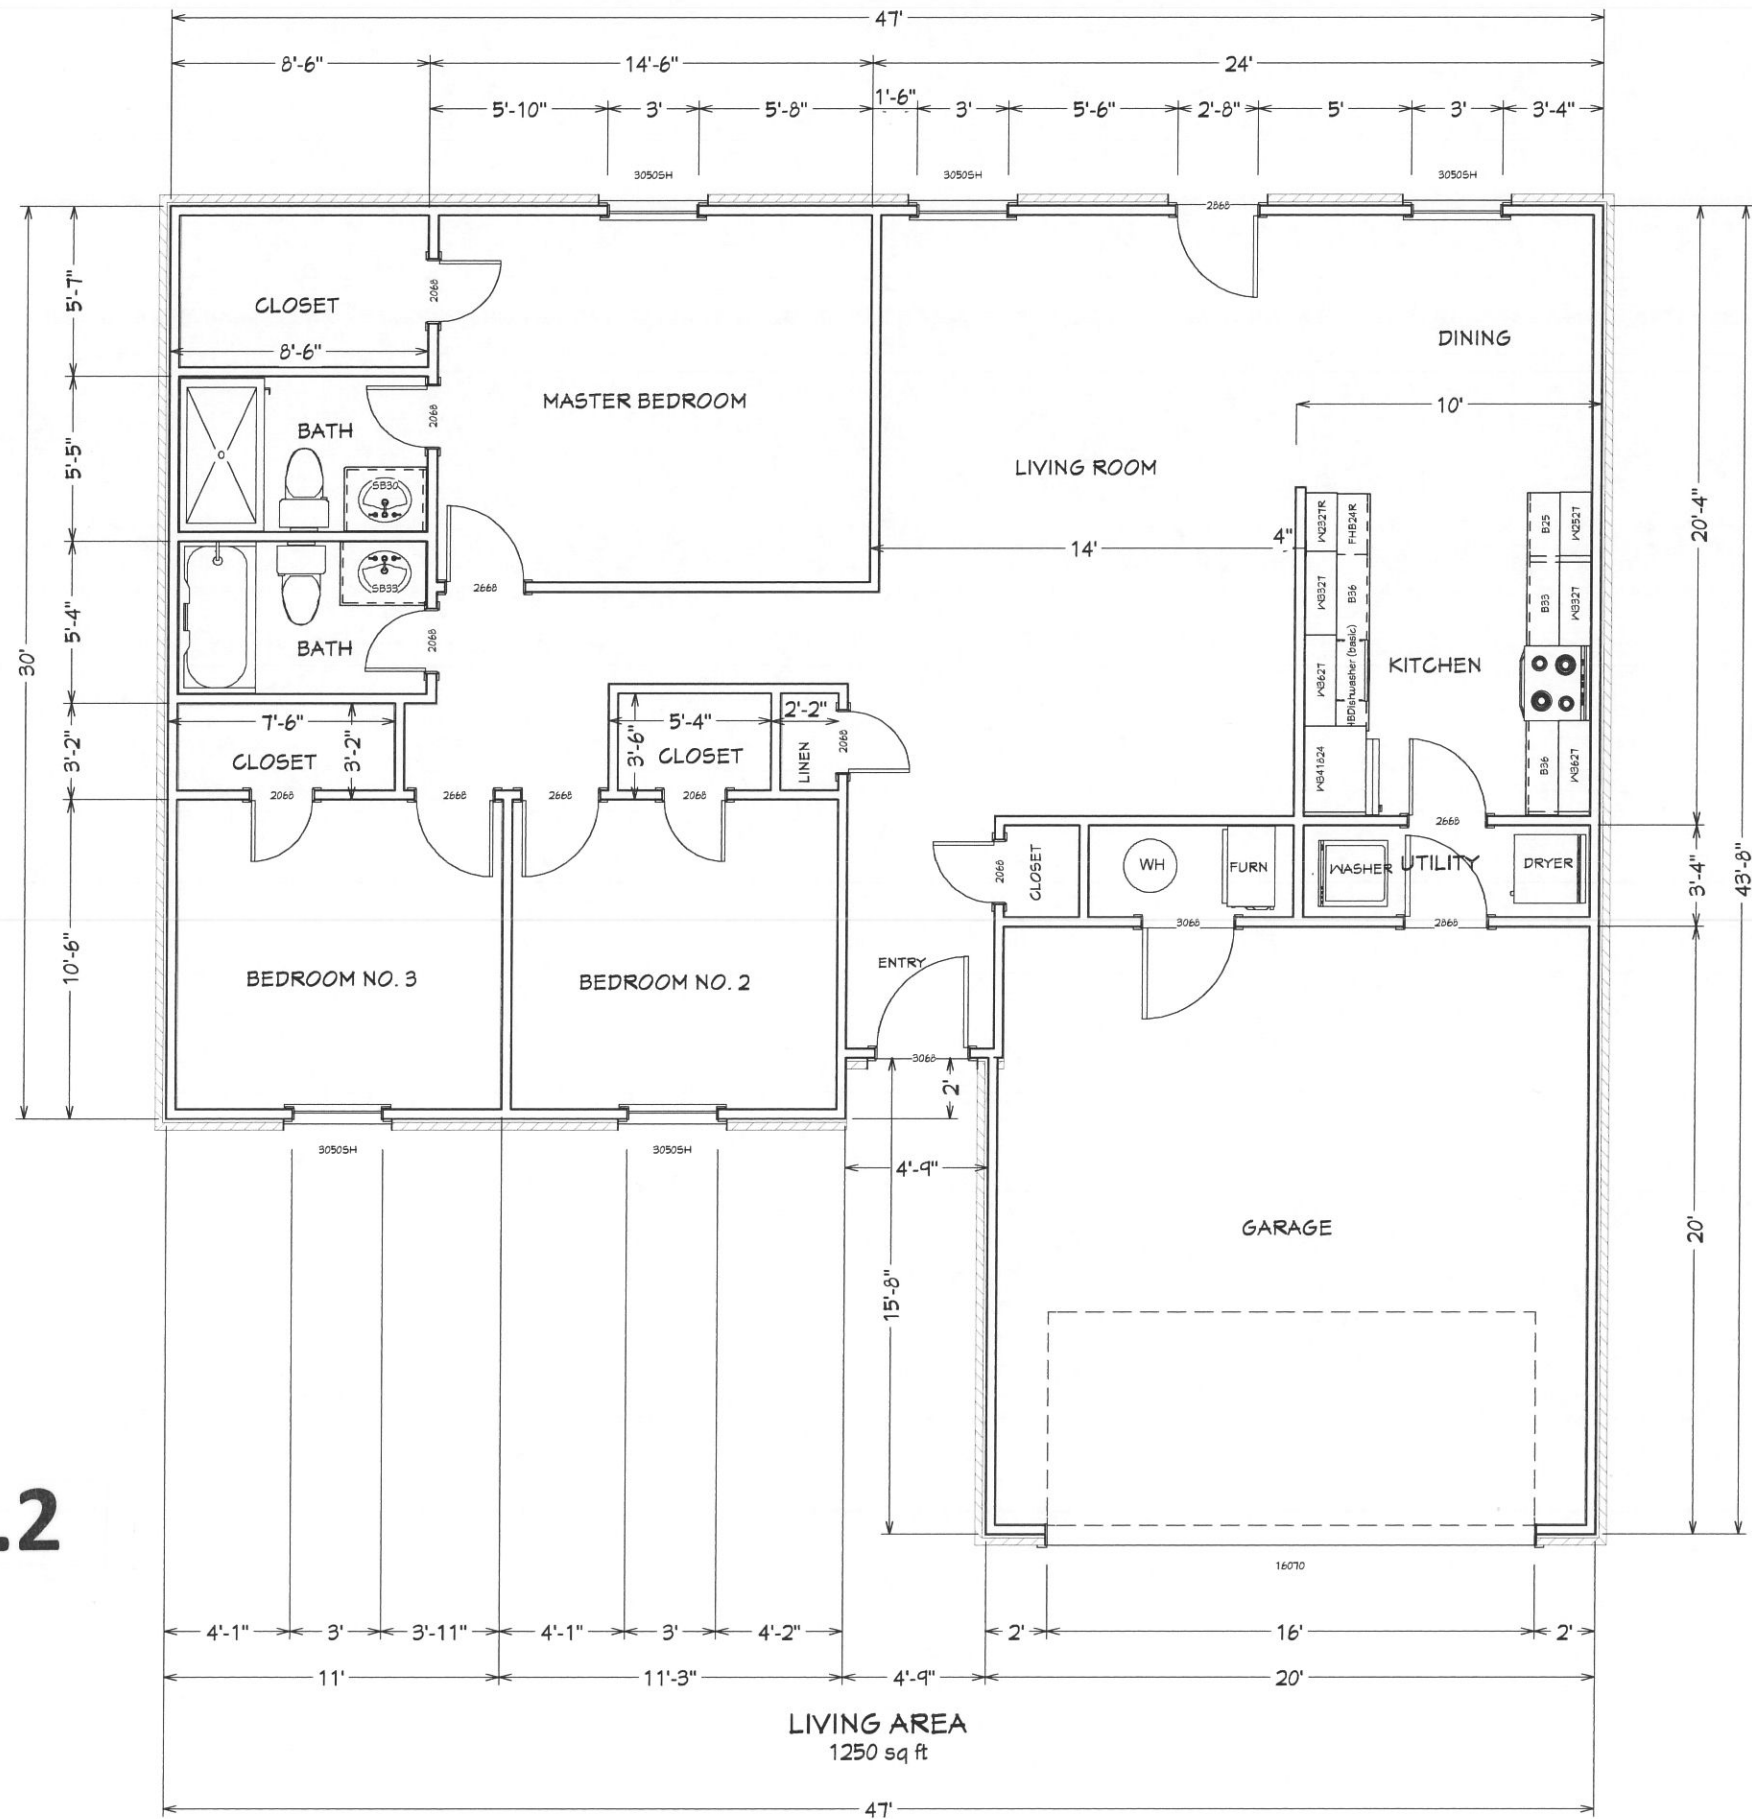 47'
8'-6" 14'-6" 24'
5'-10" 3' 5'-8" 1'-6" 3' 5'-6" 2'-8" 5' 3' 3'-4"
3050SH 3050SH 3050SH
2868
5'-7"
2068
CLOSET
8'-6"
DINING
MASTER BEDROOM
10'
2068
BATH
5'-5"
LIVING ROOM
SB30
20'-4"
14' 4"
W2327R FHB24R B25 W2527
W3327 B36 B33 W3327
SB33
2668
5'-4"
2068
BATH
30'
W3627 HBDishwasher (basic)
KITCHEN
7'-6" 3'-2" 5'-4" 3'-6" 2'-2"
3'-2"
CLOSET CLOSET LINEN 2068
W341824 B36 W3627
2068 2668 2668 2068
2668
CLOSET 2068
WH FURN WASHER UTILITY DRYER
3'-4"
43'-8"
3068 2868
10'-6"
ENTRY
BEDROOM NO. 3 BEDROOM NO. 2
3068
2'
3050SH 3050SH
4'-9"
GARAGE
20'
15'-8"
.2
16070
4'-1" 3' 3'-11" 4'-1" 3' 4'-2" 2' 16' 2'
11' 11'-3" 4'-9" 20'
LIVING AREA
1250 sq ft
47'